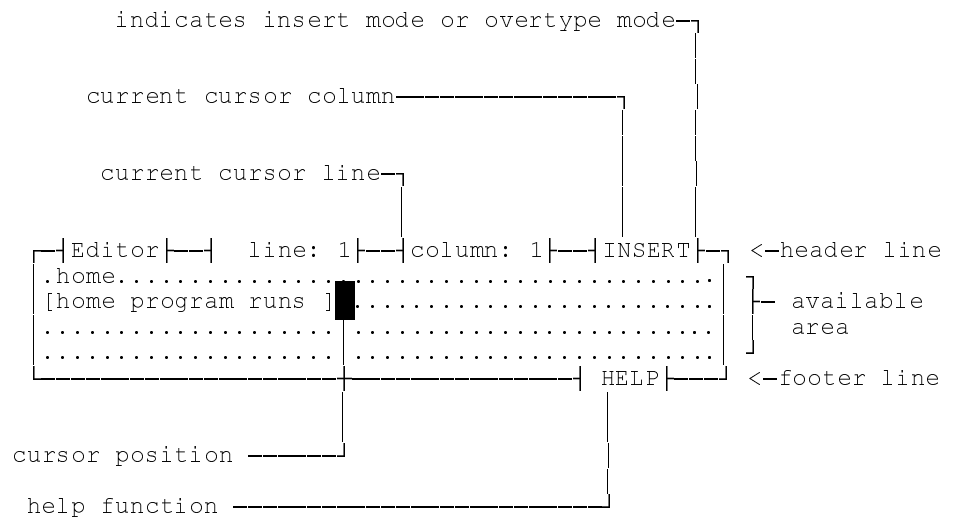 indicates insert mode or overtype mode
current cursor column
current cursor line
Editor line: 1 column: 1 INSERT <-header line
.home..........................................
[home program runs ] ......................... available
............................................. area
.............................................
HELP <-footer line
cursor position
help function